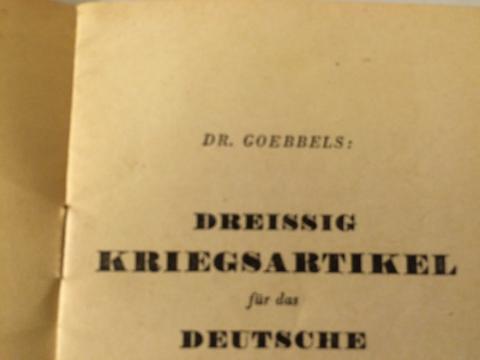 DR. GOEBBELS:
DREISSIG
KRIEGSARTIKEL
für das
DEUTSCHE